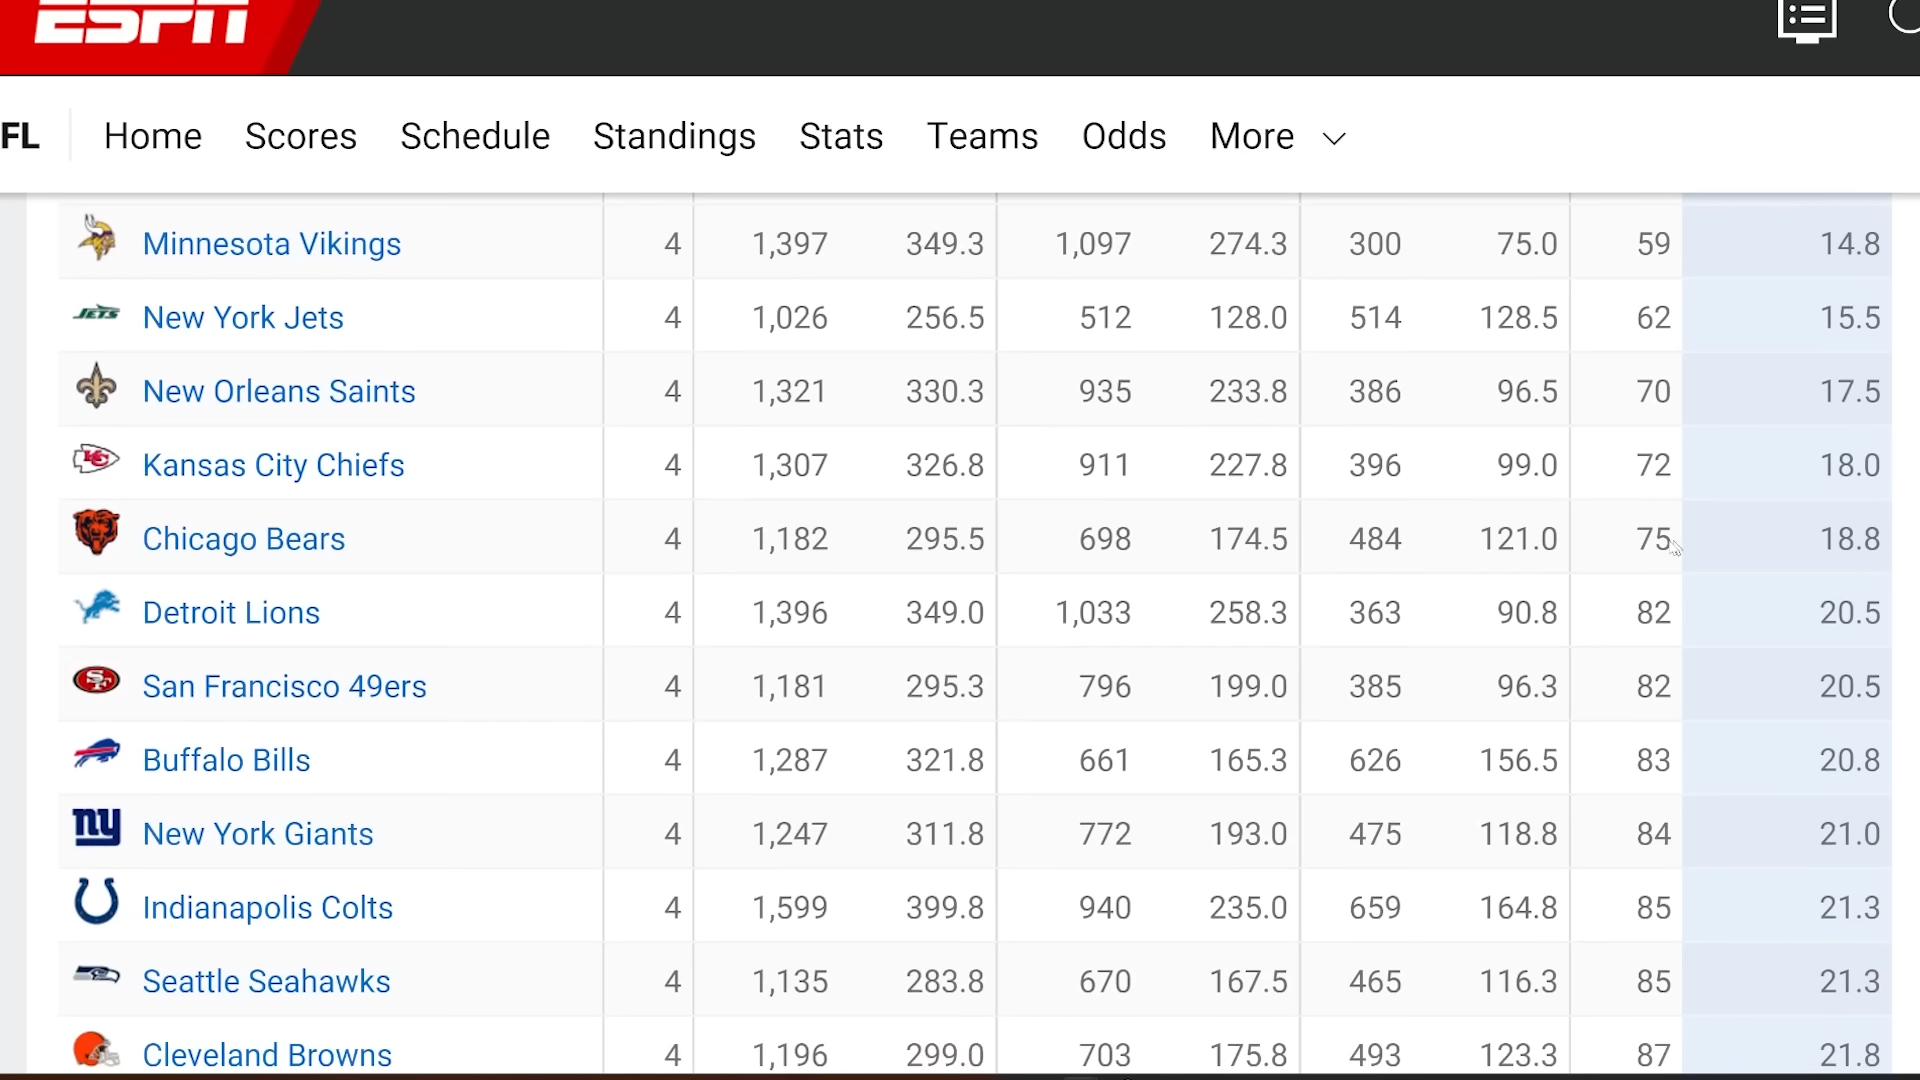 ESPN
FL Home Scores Schedule Standings Stats Teams Odds More
Minnesota Vikings 4 1,397 349.3 1,097 274.3 300 75.0 59 14.8
JETS New York Jets 4 1,026 256.5 512 128.0 514 128.5 62 15.5
New Orleans Saints 4 1,321 330.3 935 233.8 386 96.5 70 17.5
KC Kansas City Chiefs 4 1,307 326.8 911 227.8 396 99.0 72 18.0
Chicago Bears 4 1,182 295.5 698 174.5 484 121.0 75 18.8
Detroit Lions 4 1,396 349.0 1,033 258.3 363 90.8 82 20.5
SF San Francisco 49ers 4 1,181 295.3 796 199.0 385 96.3 82 20.5
Buffalo Bills 4 1,287 321.8 661 165.3 626 156.5 83 20.8
ny New York Giants 4 1,247 311.8 772 193.0 475 118.8 84 21.0
Indianapolis Colts 4 1,599 399.8 940 235.0 659 164.8 85 21.3
Seattle Seahawks 4 1,135 283.8 670 167.5 465 116.3 85 21.3
Cleveland Browns 4 1,196 299.0 703 175.8 493 123.3 87 21.8